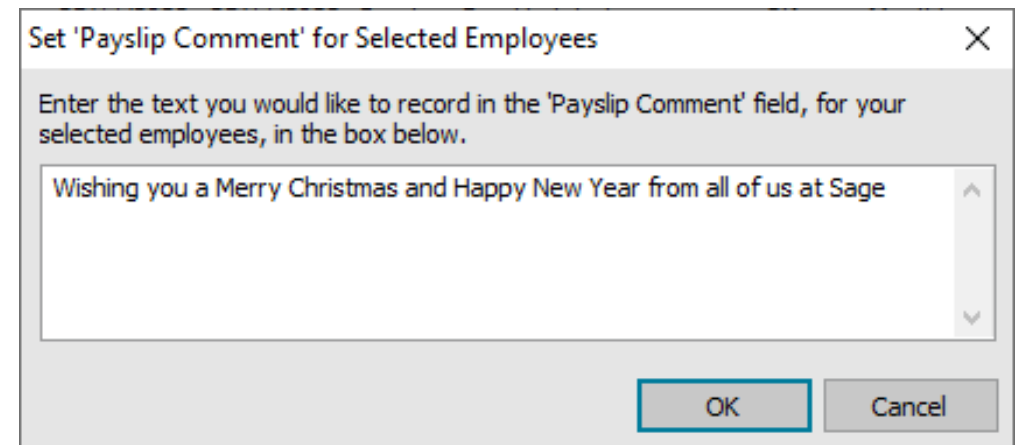 Set 'Payslip Comment' for Selected Employees
Enter the text you would like to record in the 'Payslip Comment' field, for your
selected employees, in the box below.
Wishing you a Merry Christmas and Happy New Year from all of us at Sage
OK
Cancel